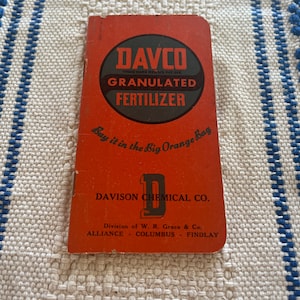 DAVCO
GRANULATED
FERTILIZER
Buy it in the Big Orange Bag
D
DAVISON CHEMICAL CO.
Division of W. R. Grace & Co.
ALLIANCE - COLUMBUS - FINDLAY